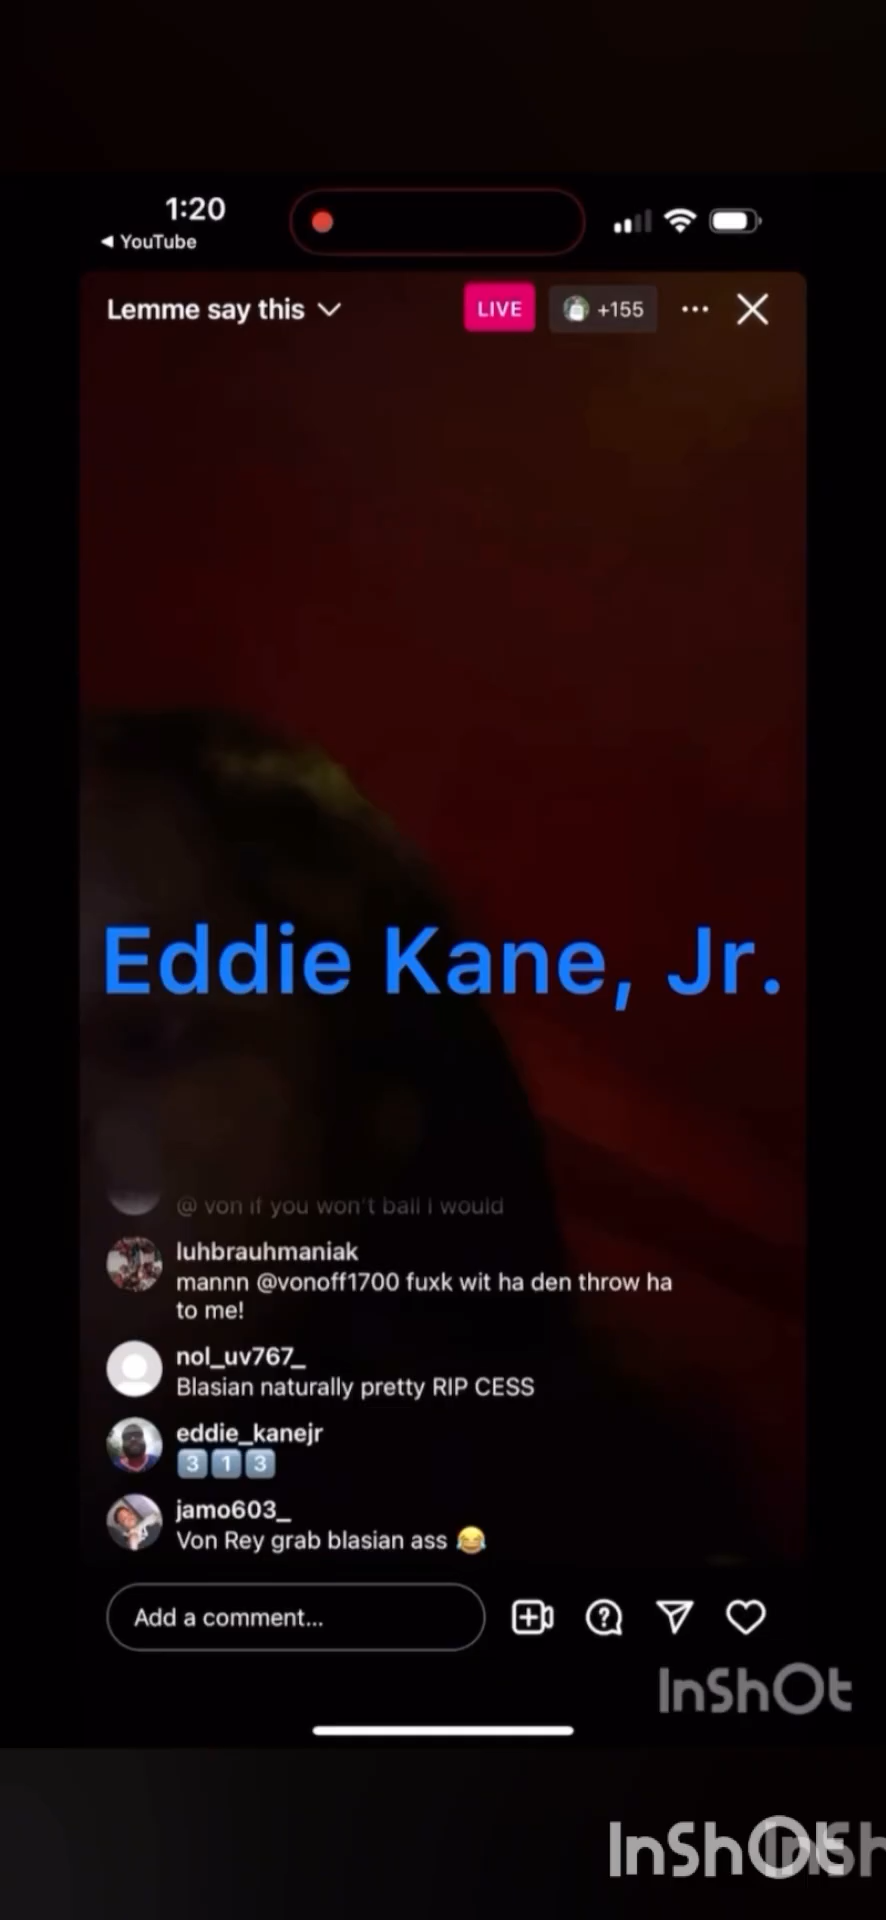 1:20
◀ YouTube
Lemme say this
LIVE
+155
Eddie Kane, Jr.
@ von if you won't ball I would
luhbrauhmaniak
mannn @vonoff1700 fuxk wit ha den throw ha
to me!
nol_uv767_
Blasian naturally pretty RIP CESS
eddie_kanejr
3️⃣1️⃣3️⃣
jamo603_
Von Rey grab blasian ass 😂
Add a comment...
InShOt
InShOt
InSh